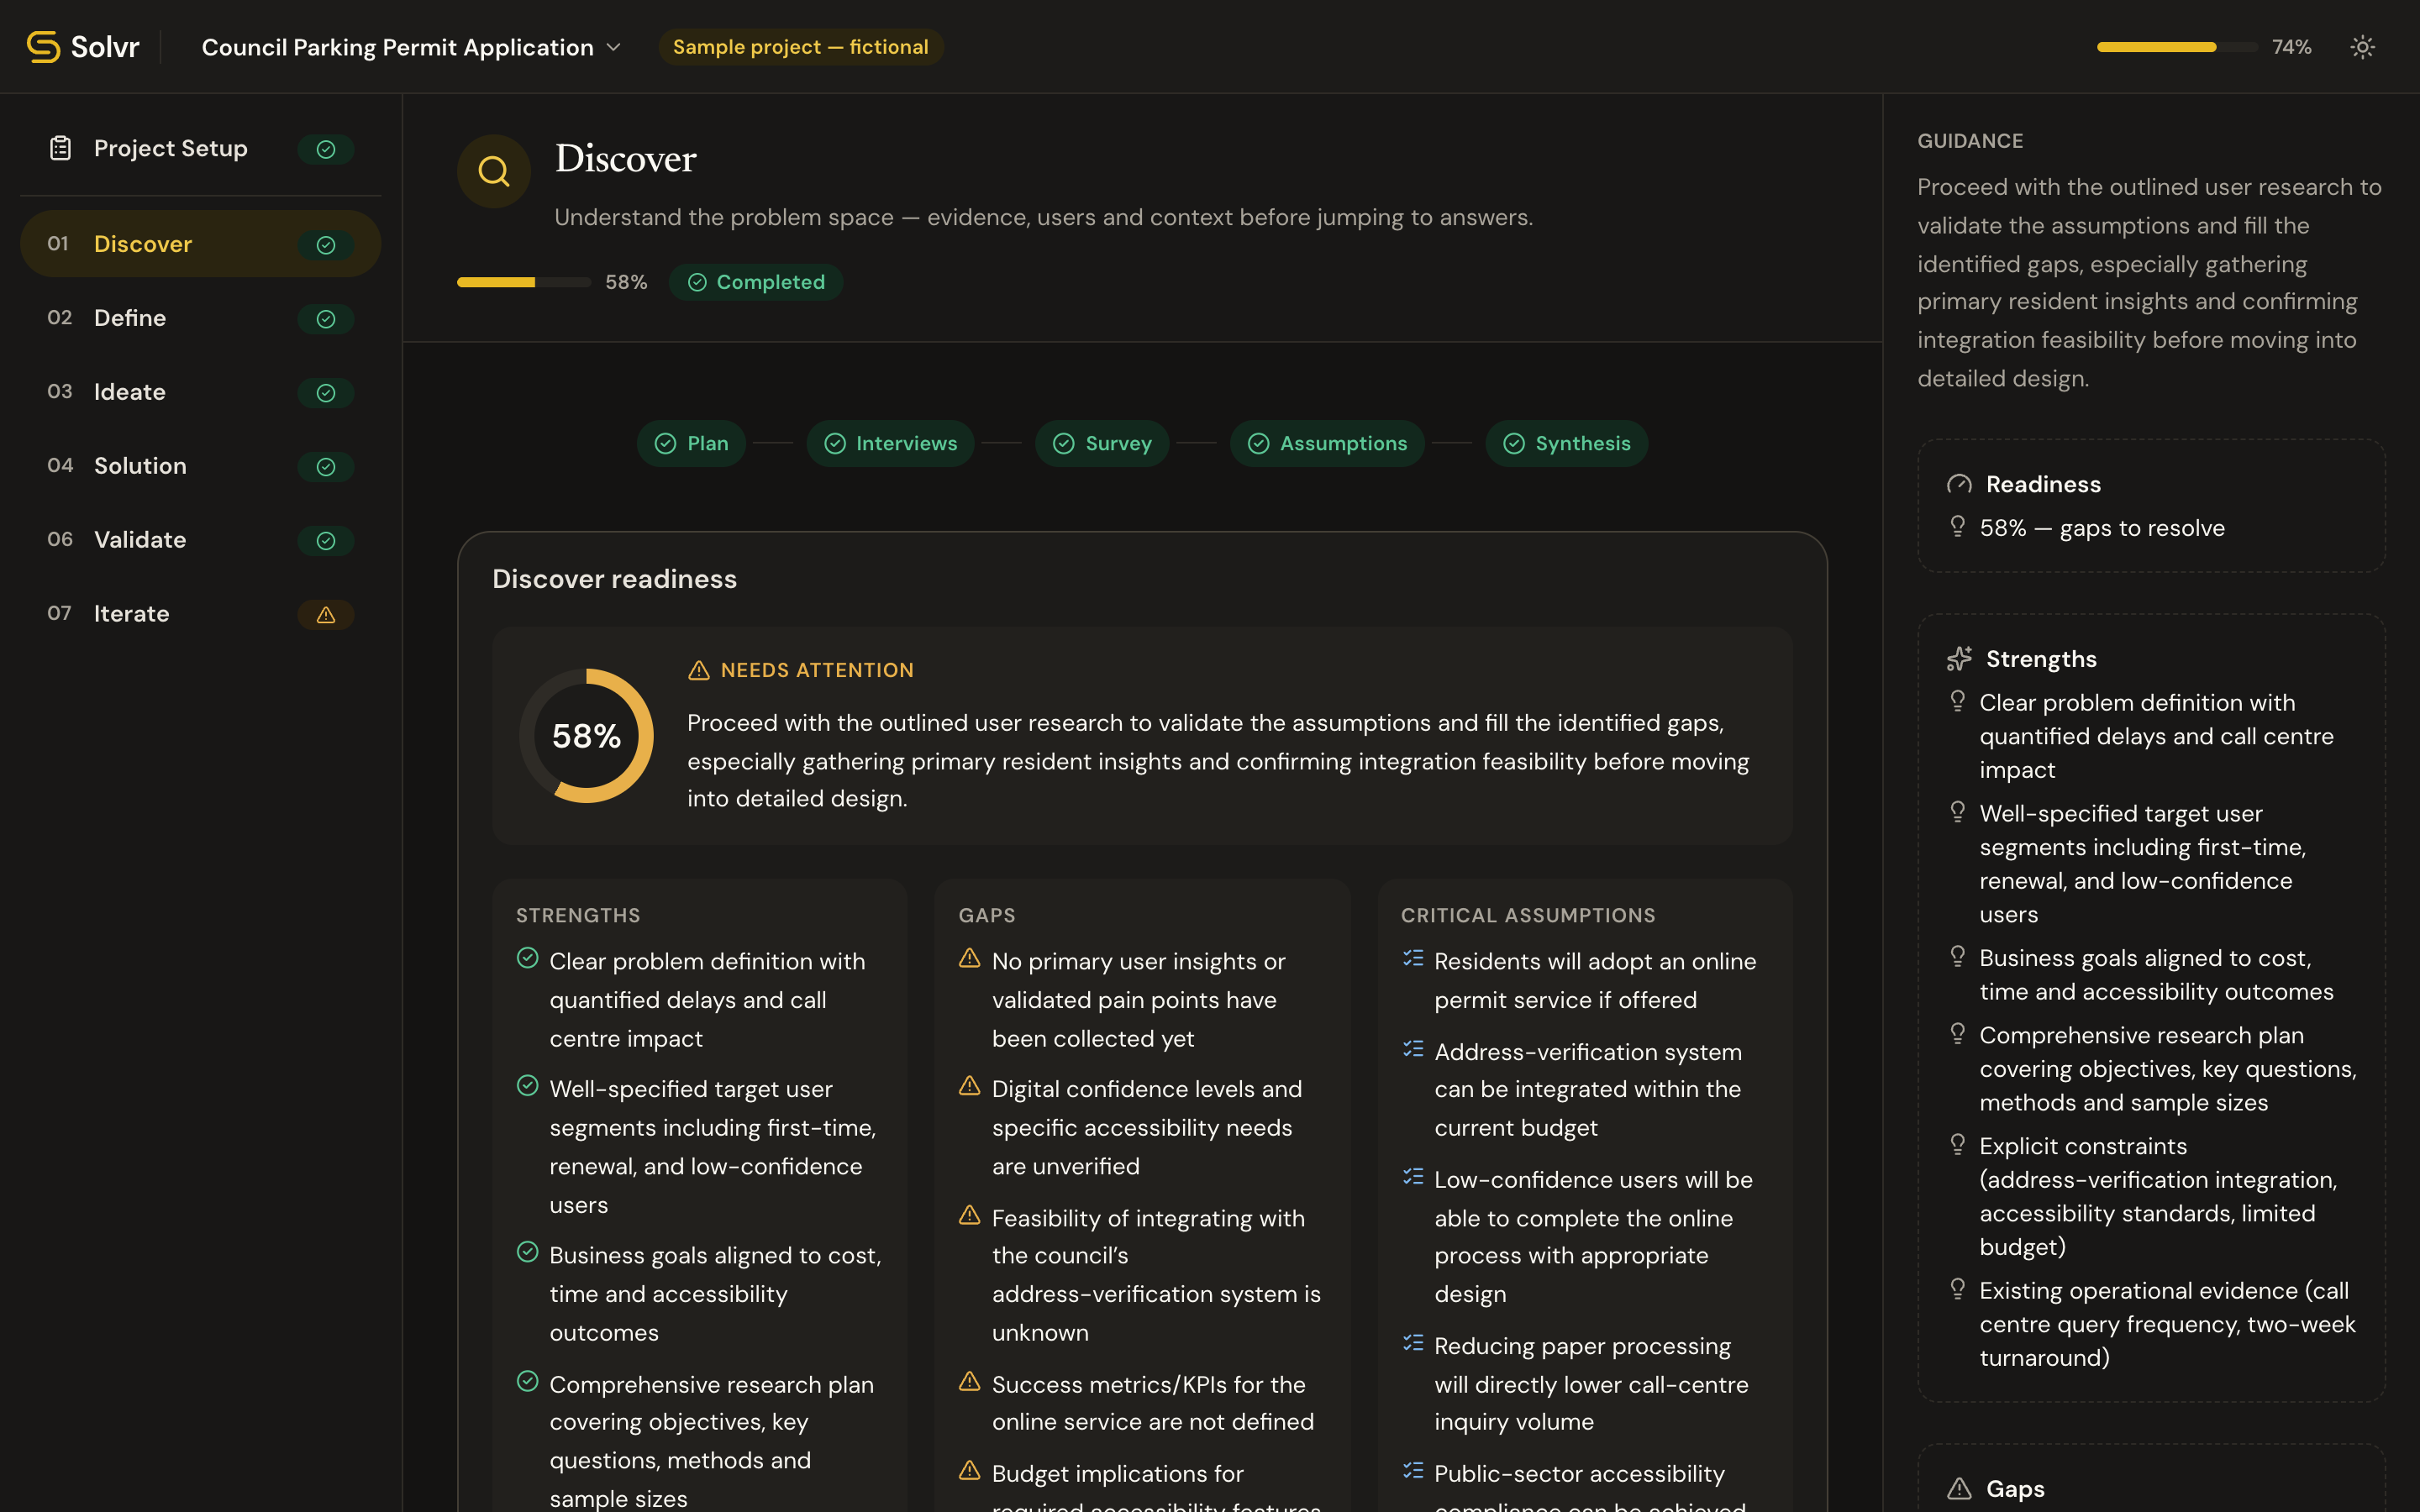 Solvr
Council Parking Permit Application
Sample project — fictional
74%
Project Setup
01 Discover
02 Define
03 Ideate
04 Solution
06 Validate
07 Iterate
Discover
Understand the problem space — evidence, users and context before jumping to answers.
58%
Completed
Plan
Interviews
Survey
Assumptions
Synthesis
Discover readiness
58%
NEEDS ATTENTION
Proceed with the outlined user research to validate the assumptions and fill the identified gaps,
especially gathering primary resident insights and confirming integration feasibility before moving
into detailed design.
STRENGTHS
Clear problem definition with
quantified delays and call
centre impact
Well-specified target user
segments including first-time,
renewal, and low-confidence
users
Business goals aligned to cost,
time and accessibility
outcomes
Comprehensive research plan
covering objectives, key
questions, methods and
sample sizes
GAPS
No primary user insights or
validated pain points have
been collected yet
Digital confidence levels and
specific accessibility needs
are unverified
Feasibility of integrating with
the council’s
address-verification system is
unknown
Success metrics/KPIs for the
online service are not defined
Budget implications for
required accessibility features
CRITICAL ASSUMPTIONS
Residents will adopt an online
permit service if offered
Address-verification system
can be integrated within the
current budget
Low-confidence users will be
able to complete the online
process with appropriate
design
Reducing paper processing
will directly lower call-centre
inquiry volume
Public-sector accessibility
compliance can be achieved
GUIDANCE
Proceed with the outlined user research to
validate the assumptions and fill the
identified gaps, especially gathering
primary resident insights and confirming
integration feasibility before moving into
detailed design.
Readiness
58% — gaps to resolve
Strengths
Clear problem definition with
quantified delays and call centre
impact
Well-specified target user
segments including first-time,
renewal, and low-confidence
users
Business goals aligned to cost,
time and accessibility outcomes
Comprehensive research plan
covering objectives, key questions,
methods and sample sizes
Explicit constraints
(address-verification integration,
accessibility standards, limited
budget)
Existing operational evidence (call
centre query frequency, two-week
turnaround)
Gaps